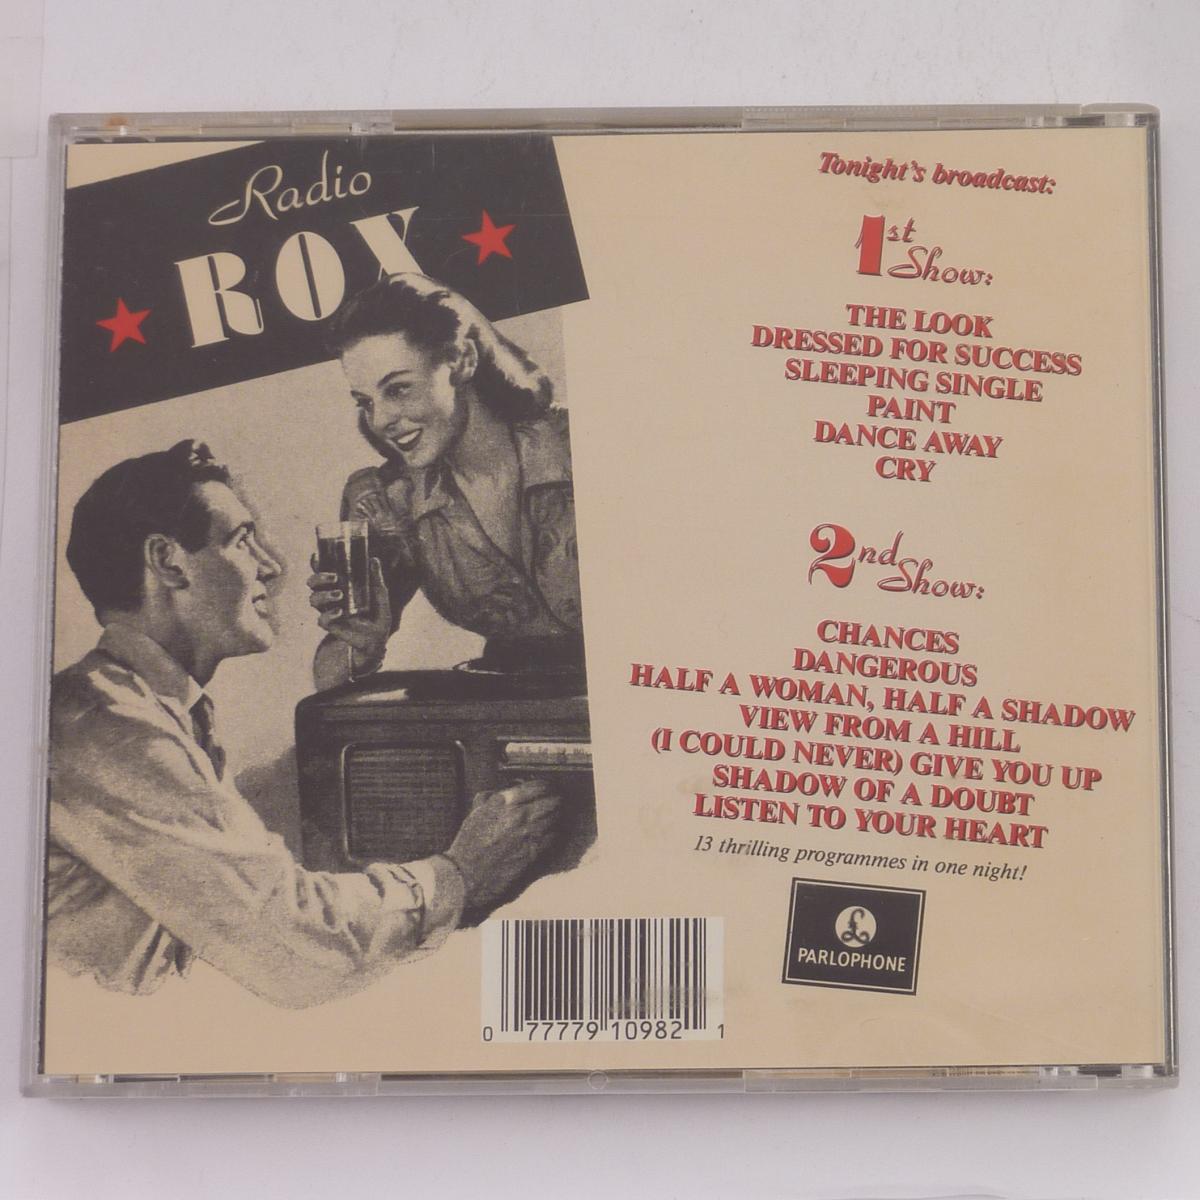 Radio
ROX
Tonight's broadcast:
1st Show:
THE LOOK
DRESSED FOR SUCCESS
SLEEPING SINGLE
PAINT
DANCE AWAY
CRY
2nd Show:
CHANCES
DANGEROUS
HALF A WOMAN, HALF A SHADOW
VIEW FROM A HILL
(I COULD NEVER) GIVE YOU UP
SHADOW OF A DOUBT
LISTEN TO YOUR HEART
13 thrilling programmes in one night!
£
PARLOPHONE
0 77779 10982 1